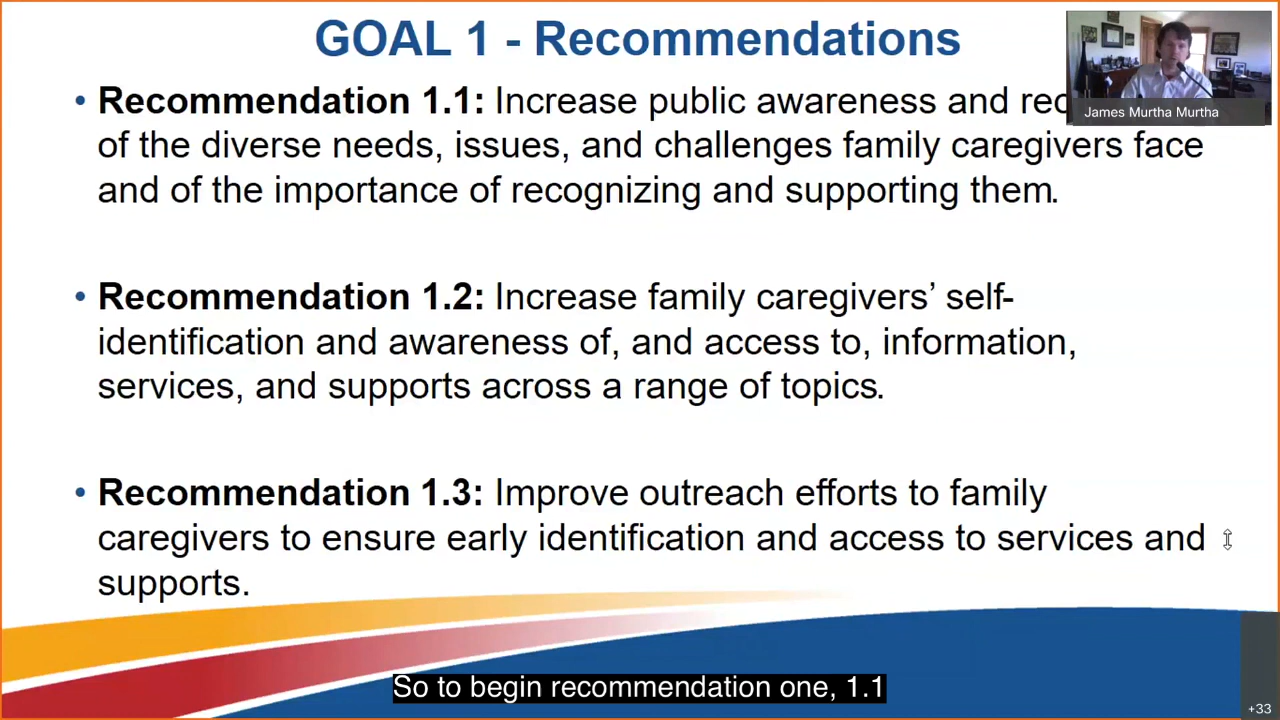 GOAL 1 - Recommendations
• Recommendation 1.1: Increase public awareness and
of the diverse needs, issues, and challenges family caregivers face
and of the importance of recognizing and supporting them.
• Recommendation 1.2: Increase family caregivers’ self-
identification and awareness of, and access to, information,
services, and supports across a range of topics.
• Recommendation 1.3: Improve outreach efforts to family
caregivers to ensure early identification and access to services and
supports.
James Murtha Murtha
So to begin recommendation one, 1.1
+33